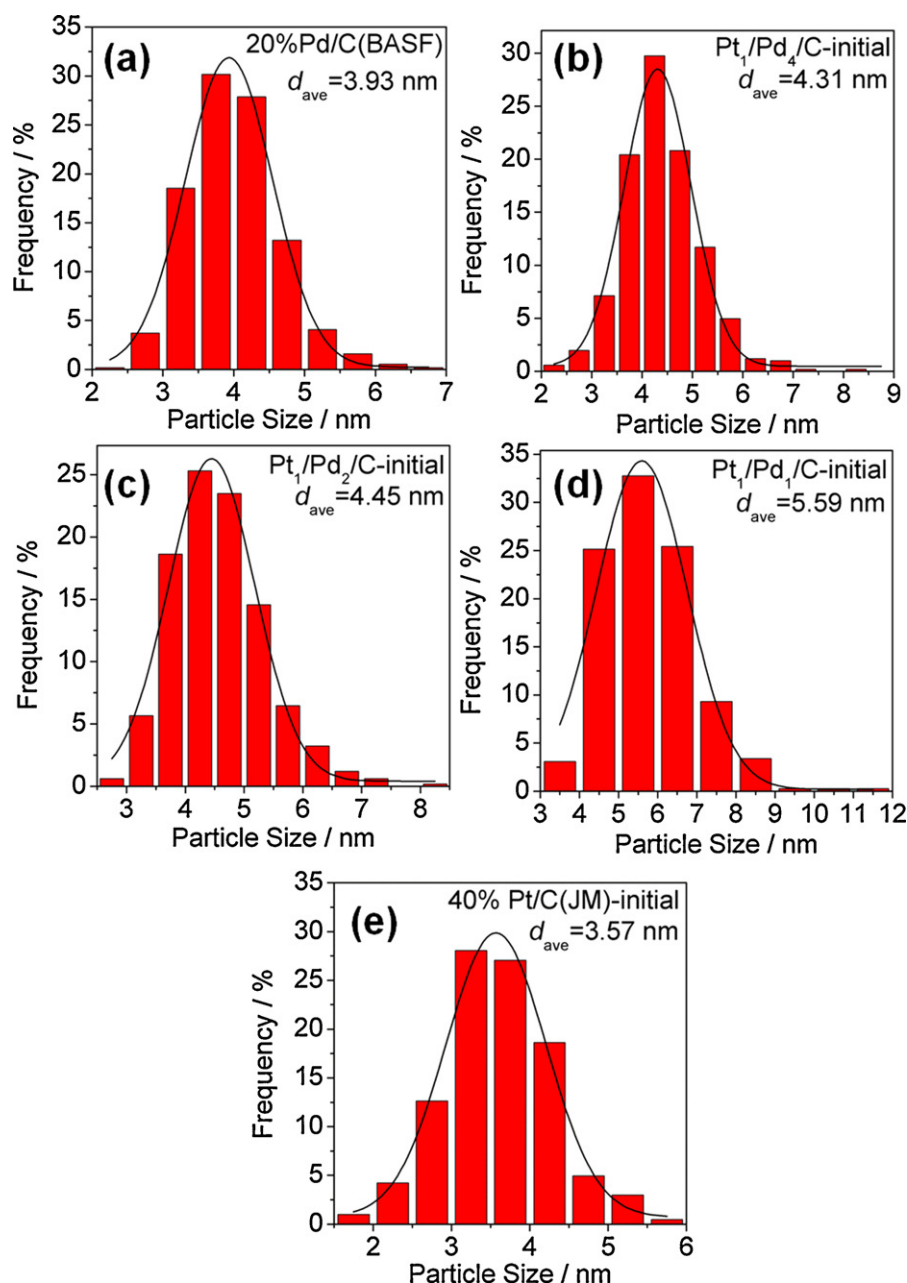 (a)
20%Pd/C(BASF)
dave=3.93 nm
35
30
25
20
15
10
5
0
Frequency / %
2 3 4 5 6 7
Particle Size / nm
(b)
Pt1/Pd4/C-initial
dave=4.31 nm
30
25
20
15
10
5
0
Frequency / %
2 3 4 5 6 7 8 9
Particle Size / nm
(c)
Pt1/Pd2/C-initial
dave=4.45 nm
25
20
15
10
5
0
Frequency / %
3 4 5 6 7 8
Particle Size / nm
(d)
Pt1/Pd1/C-initial
dave=5.59 nm
35
30
25
20
15
10
5
0
Frequency / %
3 4 5 6 7 8 9 10 11 12
Particle Size / nm
(e)
40% Pt/C(JM)-initial
dave=3.57 nm
35
30
25
20
15
10
5
0
Frequency / %
2 3 4 5 6
Particle Size / nm